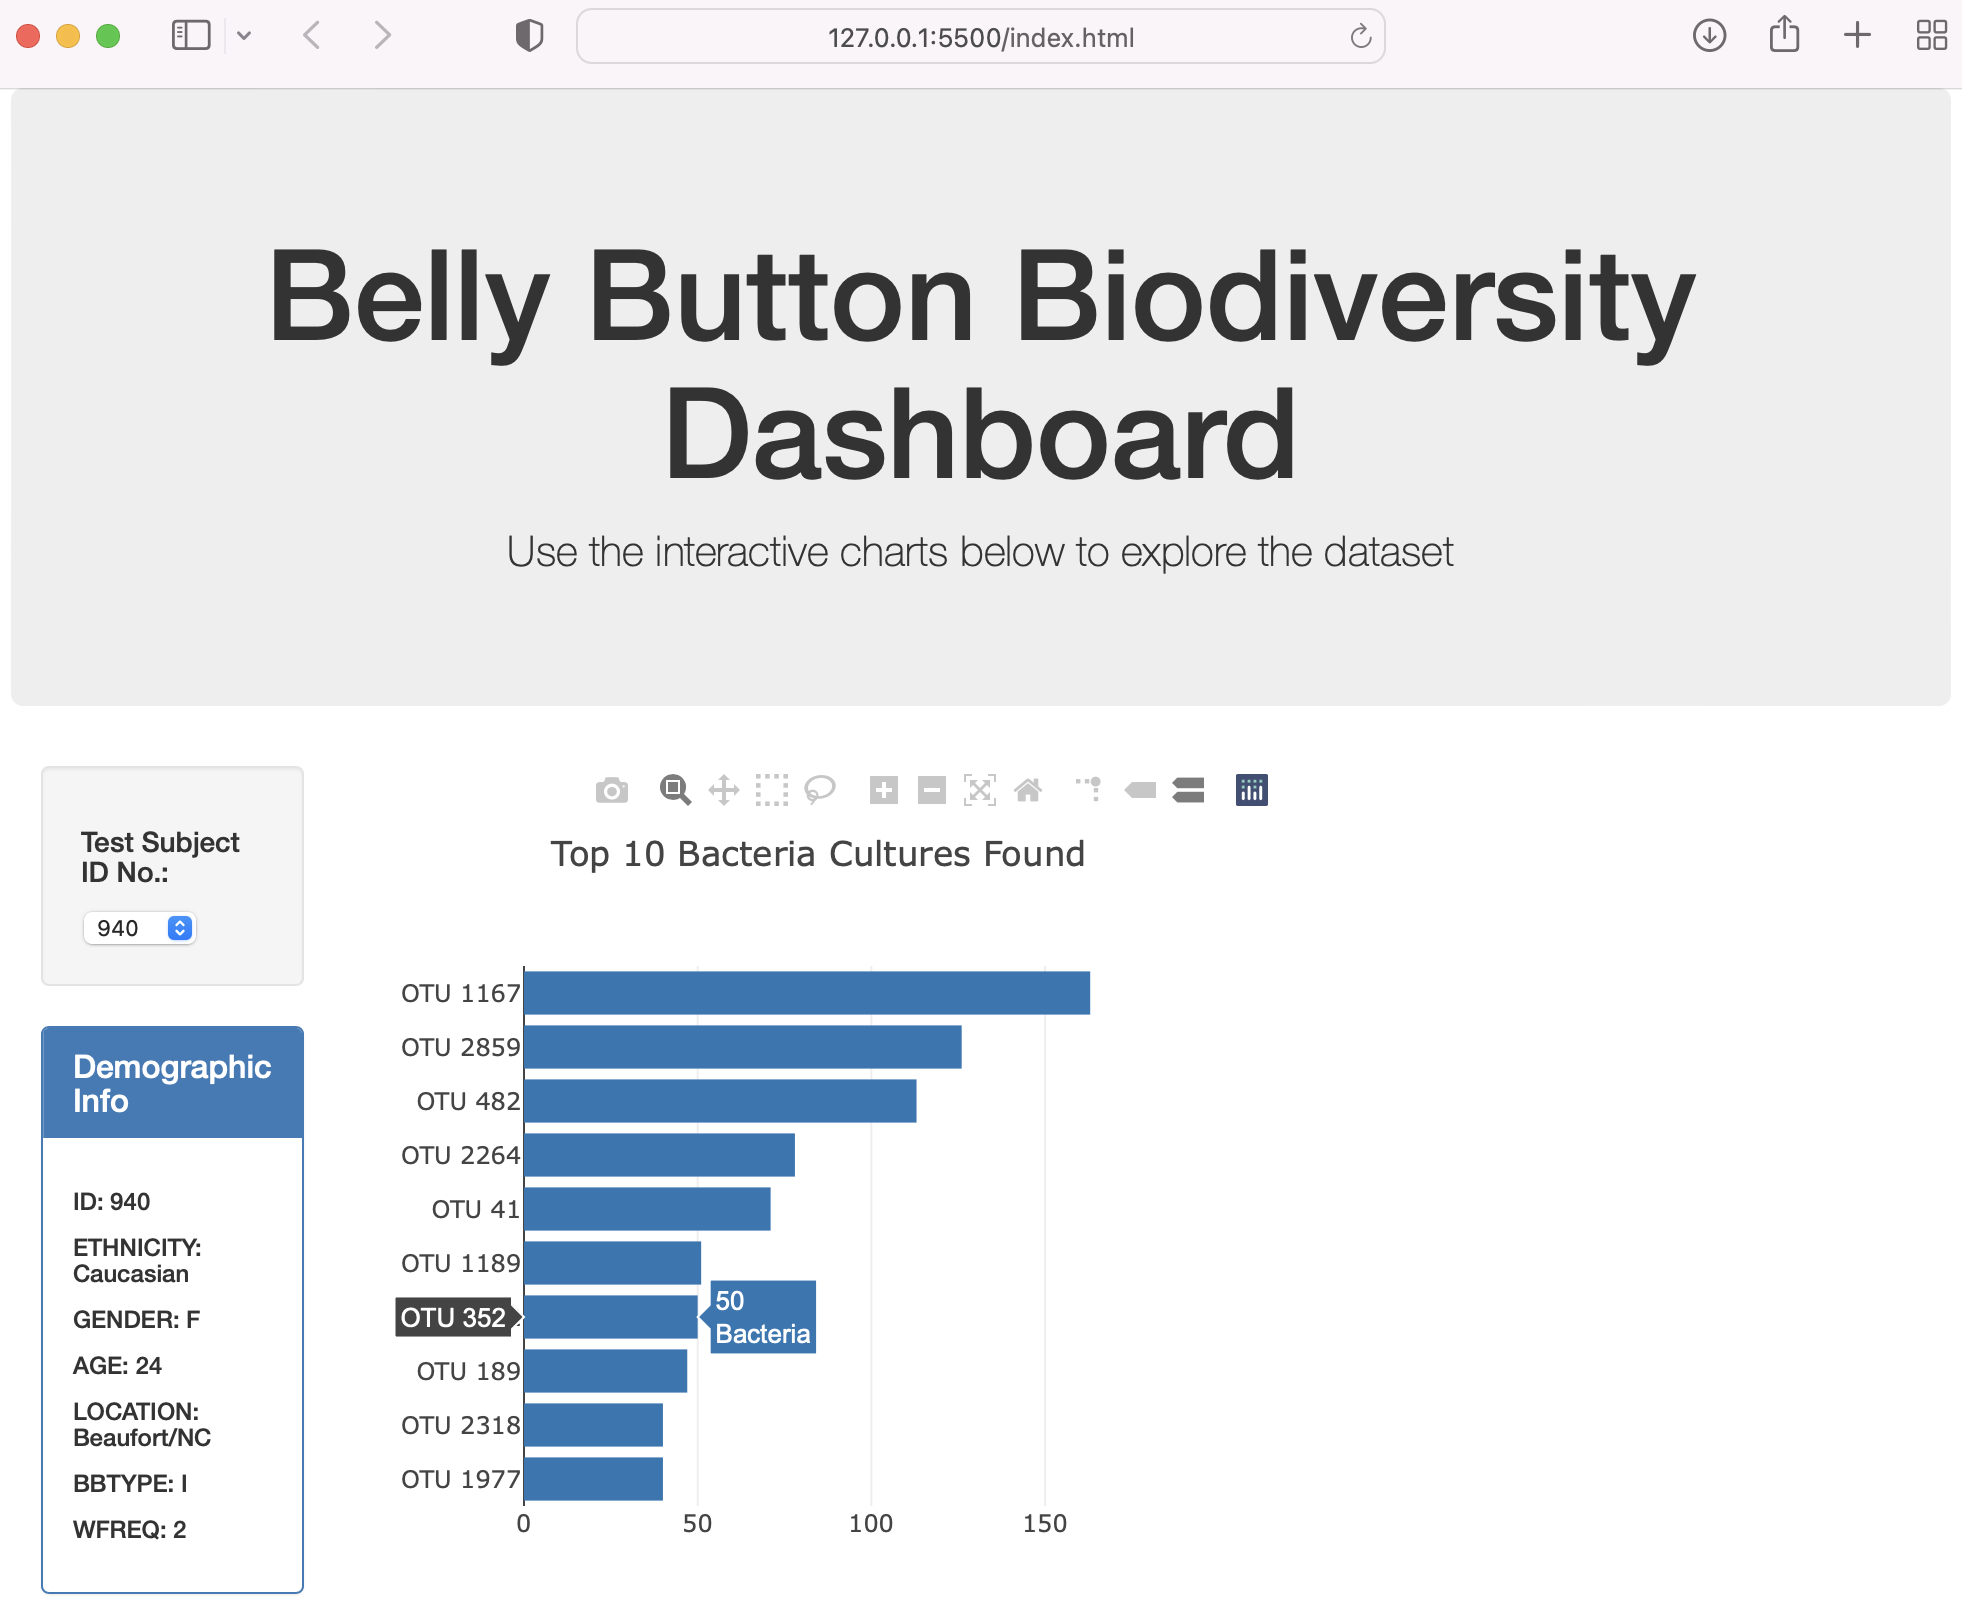 127.0.0.1:5500/index.html
Belly Button Biodiversity
Dashboard
Use the interactive charts below to explore the dataset
Test Subject
ID No.:
940
Demographic
Info
ID: 940
ETHNICITY:
Caucasian
GENDER: F
AGE: 24
LOCATION:
Beaufort/NC
BBTYPE: I
WFREQ: 2
Top 10 Bacteria Cultures Found
OTU 1167
OTU 2859
OTU 482
OTU 2264
OTU 41
OTU 1189
OTU 352
50
Bacteria
OTU 189
OTU 2318
OTU 1977
0 50 100 150